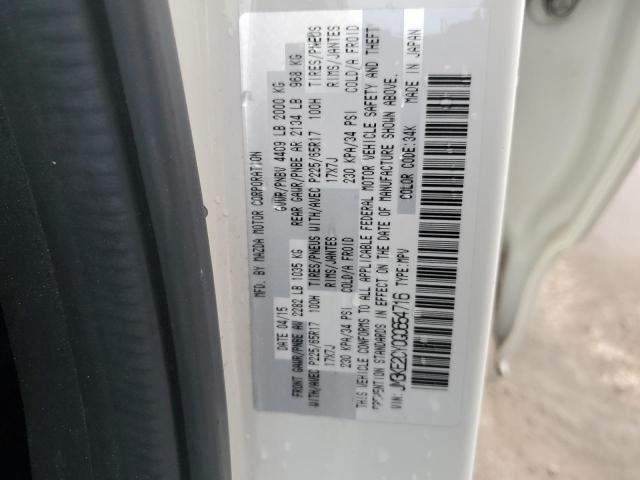 MFD. BY MAZDA MOTOR CORPORATION
DATE 04/15 GVWR/PNBV 4409 LB 2000 KG
FRONT GAWR/PNBE AV 2282 LB 1035 KG REAR GAWR/PNBE AR 2134 LB 968 KG
WITH/AVEC P225/65R17 100H TIRES/PNEUS WITH/AVEC P225/65R17 100H TIRES/PNEUS
17X7J RIMS/JANTES 17X7J RIMS/JANTES
230 KPA/34 PSI COLD/A FROID 230 KPA/34 PSI COLD/A FROID
THIS VEHICLE CONFORMS TO ALL APPLICABLE FEDERAL MOTOR VEHICLE SAFETY AND THEFT
PREVENTION STANDARDS IN EFFECT ON THE DATE OF MANUFACTURE SHOWN ABOVE.
VIN: TYPE:MPV COLOR CODE:34K MADE IN JAPAN